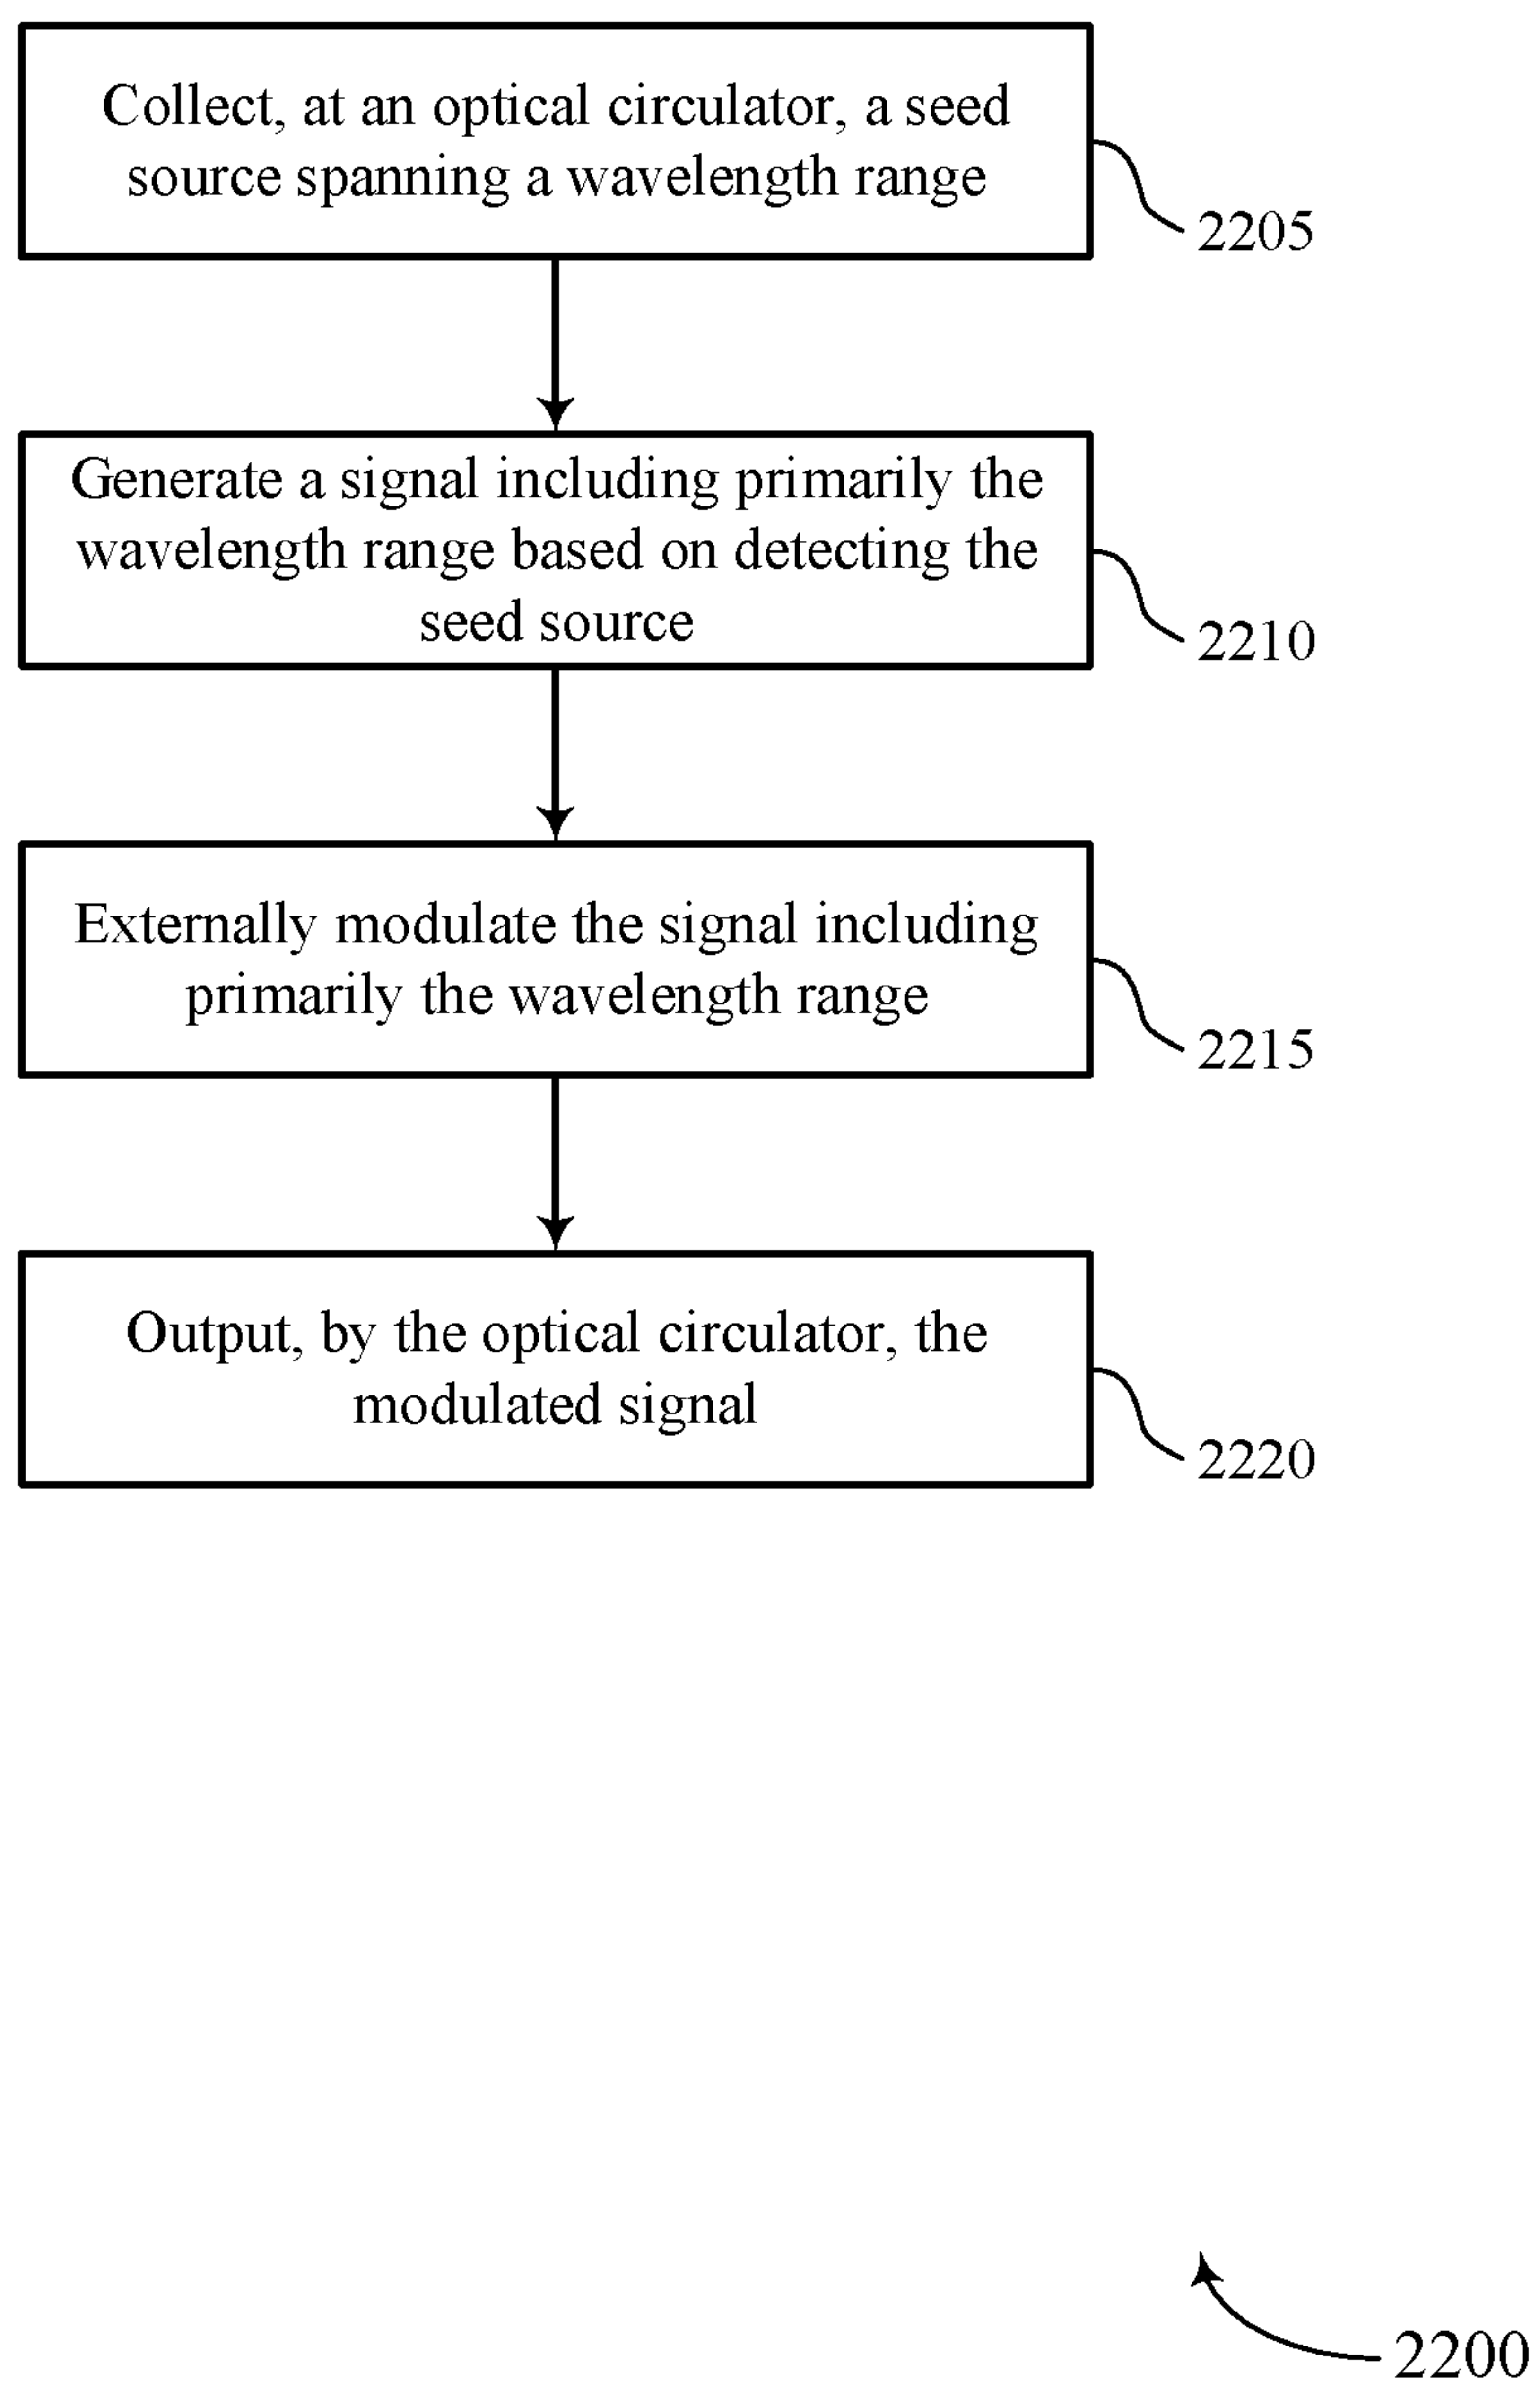 Collect, at an optical circulator, a seed
source spanning a wavelength range
2205
Generate a signal including primarily the
wavelength range based on detecting the
seed source
2210
Externally modulate the signal including
primarily the wavelength range
2215
Output, by the optical circulator, the
modulated signal
2220
2200